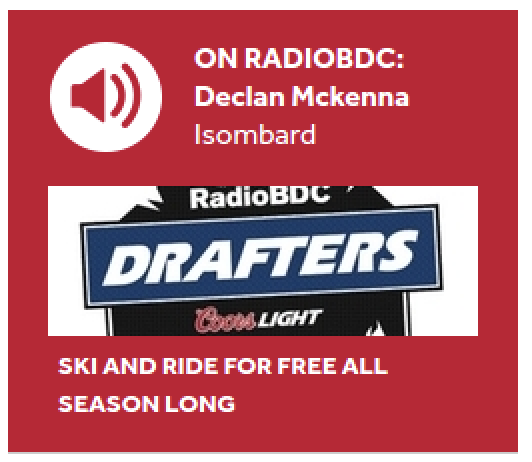 ON RADIOBDC:
Declan Mckenna
Isombard
RadioBDC
DRAFTERS
Coors LIGHT
SKI AND RIDE FOR FREE ALL
SEASON LONG